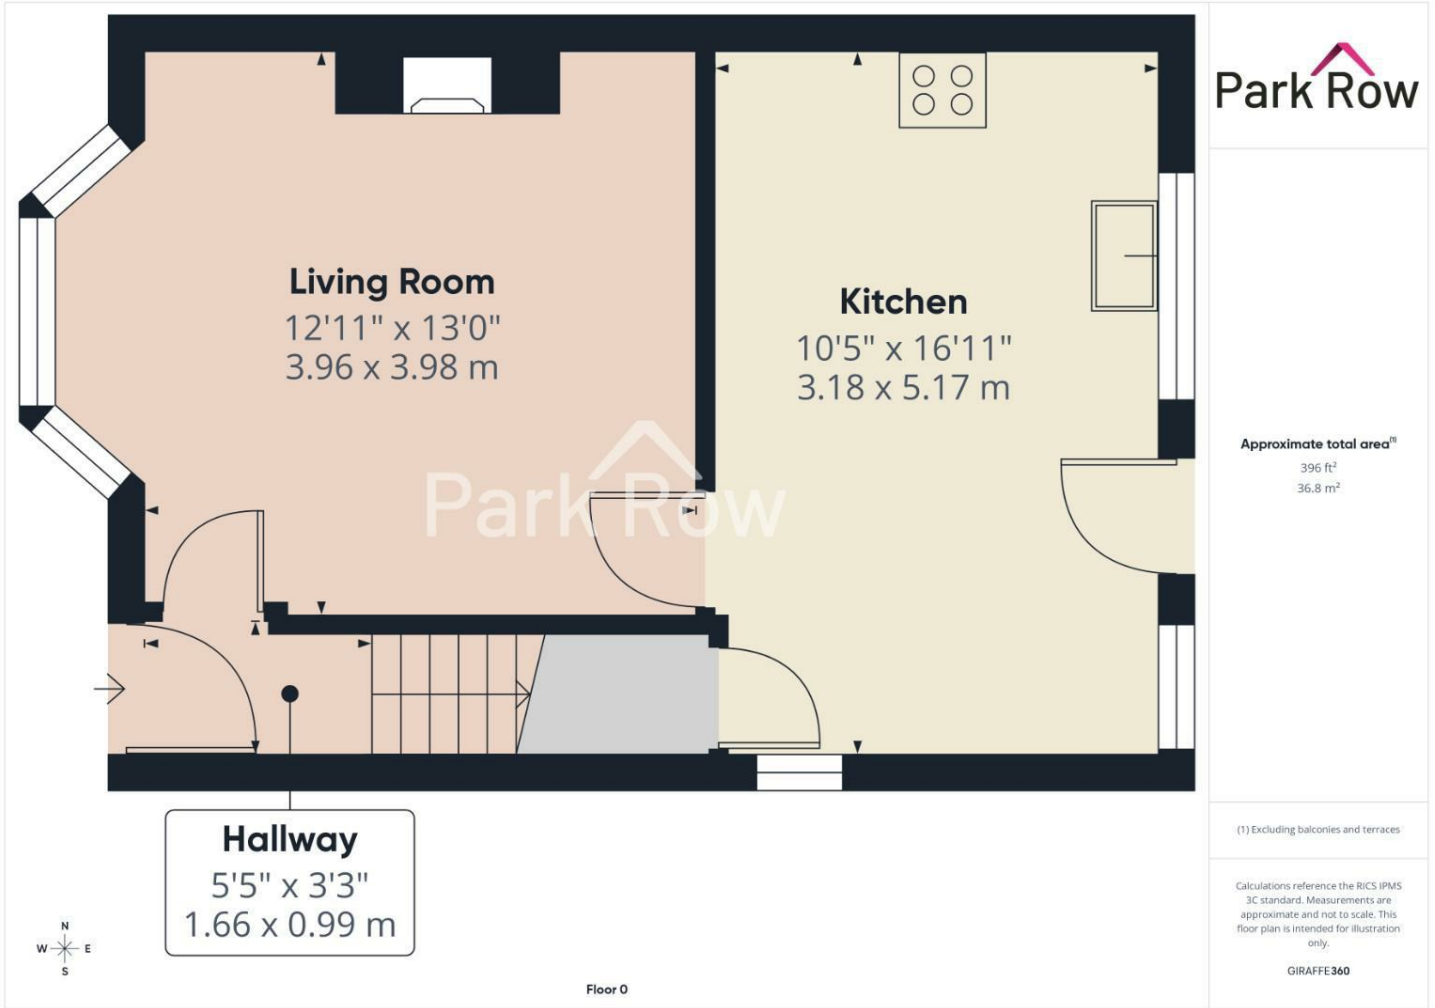 Park Row
Living Room
12'11" x 13'0"
3.96 x 3.98 m
Kitchen
10'5" x 16'11"
3.18 x 5.17 m
Park Row
Approximate total area(1)
396 ft²
36.8 m²
Hallway
5'5" x 3'3"
1.66 x 0.99 m
(1) Excluding balconies and terraces
Calculations reference the RICS IPMS
3C standard. Measurements are
approximate and not to scale. This
floor plan is intended for illustration
only.
GIRAFFE360
N
W E
S
Floor 0